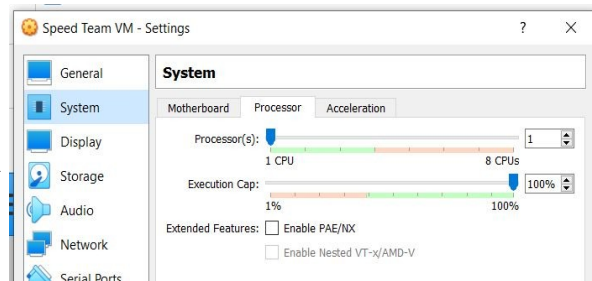 Speed Team VM - Settings ? ×
General
System
Display
Storage
Audio
Network
Serial Ports
System
Motherboard Processor Acceleration
Processor(s): 1
1 CPU 8 CPUs
Execution Cap: 100%
1% 100%
Extended Features: Enable PAE/NX
Enable Nested VT-x/AMD-V